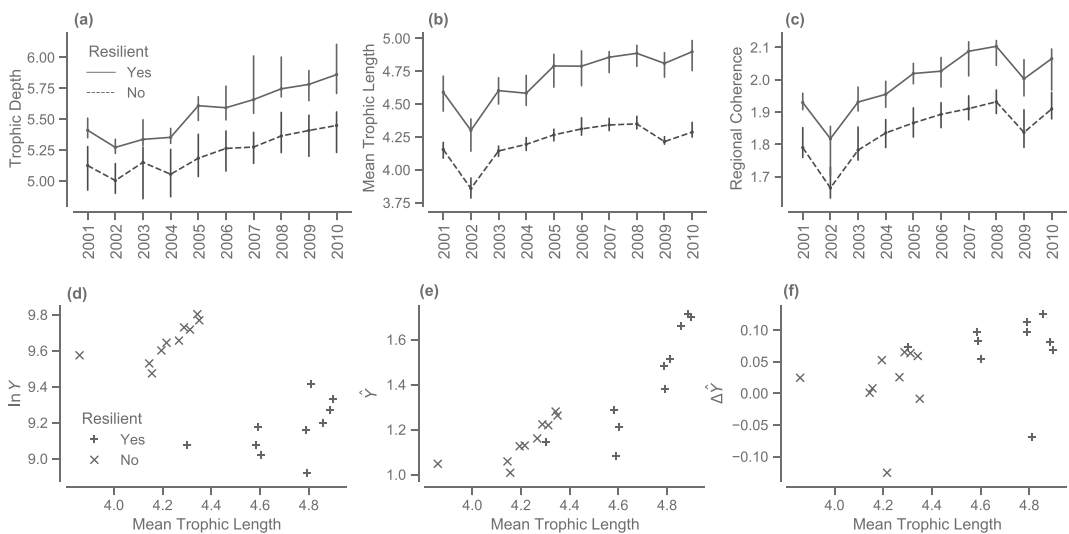 (a)
Resilient
Yes
No
Trophic Depth
6.00
5.75
5.50
5.25
5.00
2001 2002 2003 2004 2005 2006 2007 2008 2009 2010
(b)
Mean Trophic Length
5.00
4.75
4.50
4.25
4.00
3.75
2001 2002 2003 2004 2005 2006 2007 2008 2009 2010
(c)
Regional Coherence
2.1
2.0
1.9
1.8
1.7
2001 2002 2003 2004 2005 2006 2007 2008 2009 2010
(d)
ln Y
9.8
9.6
9.4
9.2
9.0
Resilient
Yes
No
4.0 4.2 4.4 4.6 4.8
Mean Trophic Length
(e)
Ŷ
1.6
1.4
1.2
1.0
4.0 4.2 4.4 4.6 4.8
Mean Trophic Length
(f)
ΔŶ
0.10
0.05
0.00
−0.05
−0.10
4.0 4.2 4.4 4.6 4.8
Mean Trophic Length